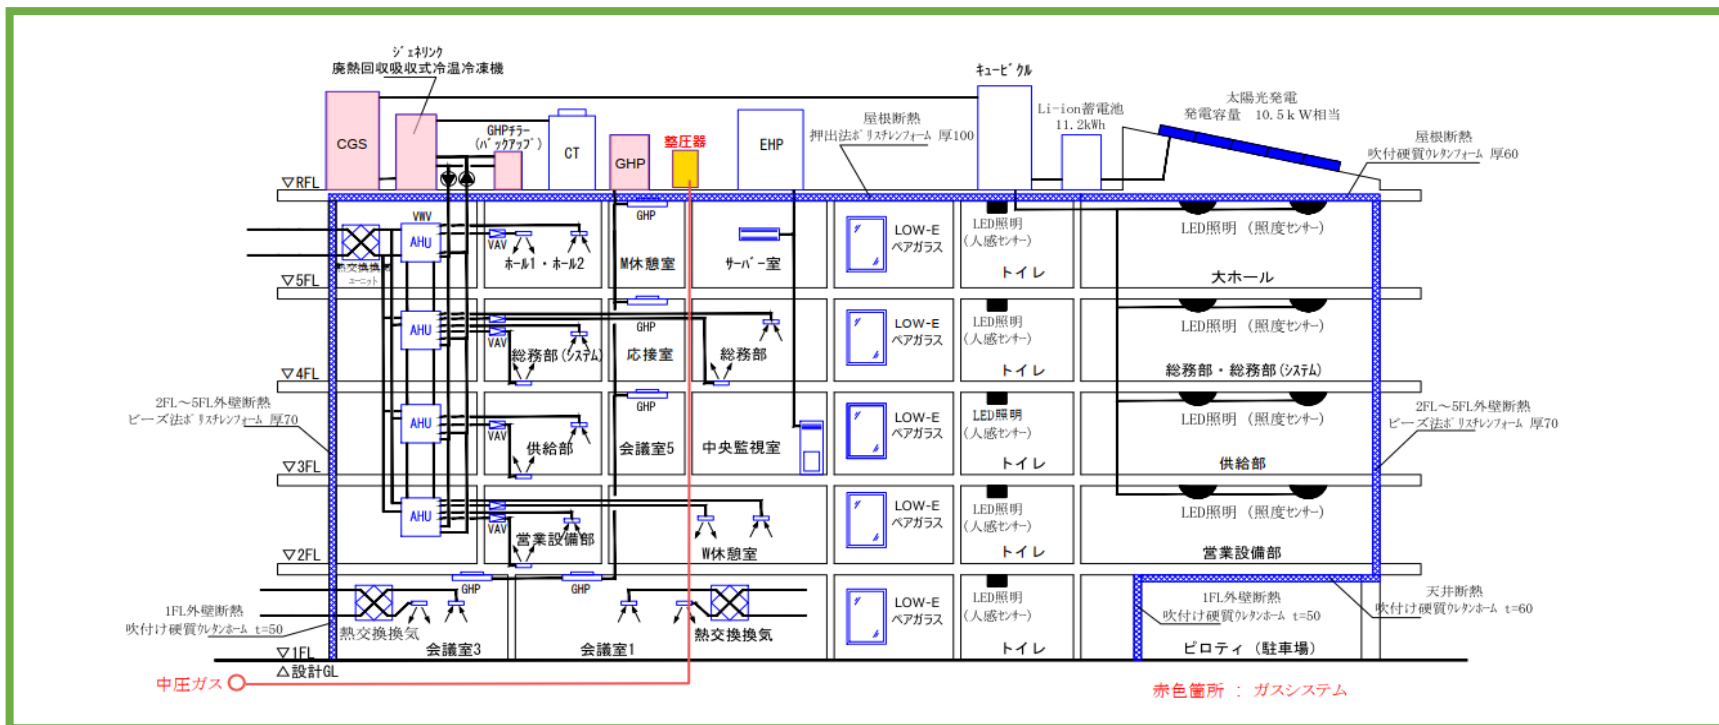 ジェネリンク
廃熱回収吸収式冷温冷凍機
キュービクル
CGS
GHPチラー
(バックアップ)
CT
GHP
整圧器
EHP
屋根断熱
押出法ポリスチレンフォーム 厚100
Li-ion蓄電池
11.2kWh
太陽光発電
発電容量 10.5kW相当
屋根断熱
吹付硬質ウレタンフォーム 厚60
▽RFL
VWV
AHU
VAV
ホール1・ホール2
GHP
M休憩室
サーバー室
LOW-E
ペアガラス
LED照明
(人感センサー)
トイレ
LED照明 (照度センサー)
大ホール
熱交換換気
ユニット
▽5FL
AHU
VAV
VAV
総務部(システム)
GHP
応接室
総務部
LOW-E
ペアガラス
LED照明
(人感センサー)
トイレ
LED照明 (照度センサー)
総務部・総務部(システム)
▽4FL
2FL～5FL外壁断熱
ビーズ法ポリスチレンフォーム 厚70
AHU
VAV
供給部
GHP
会議室5
中央監視室
LOW-E
ペアガラス
LED照明
(人感センサー)
トイレ
LED照明 (照度センサー)
供給部
2FL～5FL外壁断熱
ビーズ法ポリスチレンフォーム 厚70
▽3FL
AHU
VAV
営業設備部
W休憩室
LOW-E
ペアガラス
LED照明
(人感センサー)
トイレ
LED照明 (照度センサー)
営業設備部
▽2FL
1FL外壁断熱
吹付け硬質ウレタンホーム t=50
熱交換換気
GHP
会議室3
GHP
会議室1
熱交換換気
LOW-E
ペアガラス
LED照明
(人感センサー)
トイレ
1FL外壁断熱
吹付け硬質ウレタンホーム t=50
ピロティ (駐車場)
天井断熱
吹付け硬質ウレタンホーム t=60
▽1FL
△設計GL
中圧ガス
赤色箇所 : ガスシステム